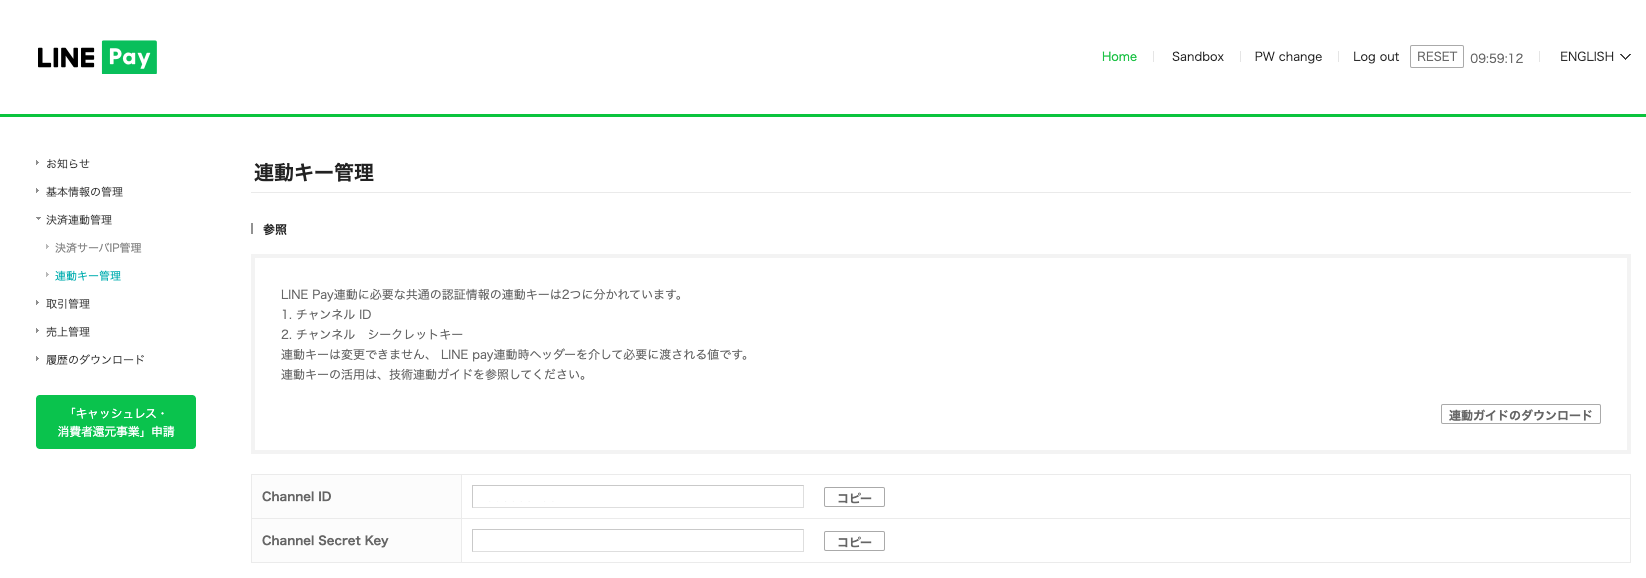 LINE Pay
Home Sandbox PW change Log out RESET 09:59:12 ENGLISH
お知らせ
基本情報の管理
決済連動管理
決済サーバIP管理
連動キー管理
取引管理
売上管理
履歴のダウンロード
「キャッシュレス・
消費者還元事業」申請
連動キー管理
参照
LINE Pay連動に必要な共通の認証情報の連動キーは2つに分かれています。
1. チャンネル ID
2. チャンネル　シークレットキー
連動キーは変更できません、 LINE pay連動時ヘッダーを介して必要に渡される値です。
連動キーの活用は、技術連動ガイドを参照してください。
連動ガイドのダウンロード
Channel ID コピー
Channel Secret Key コピー